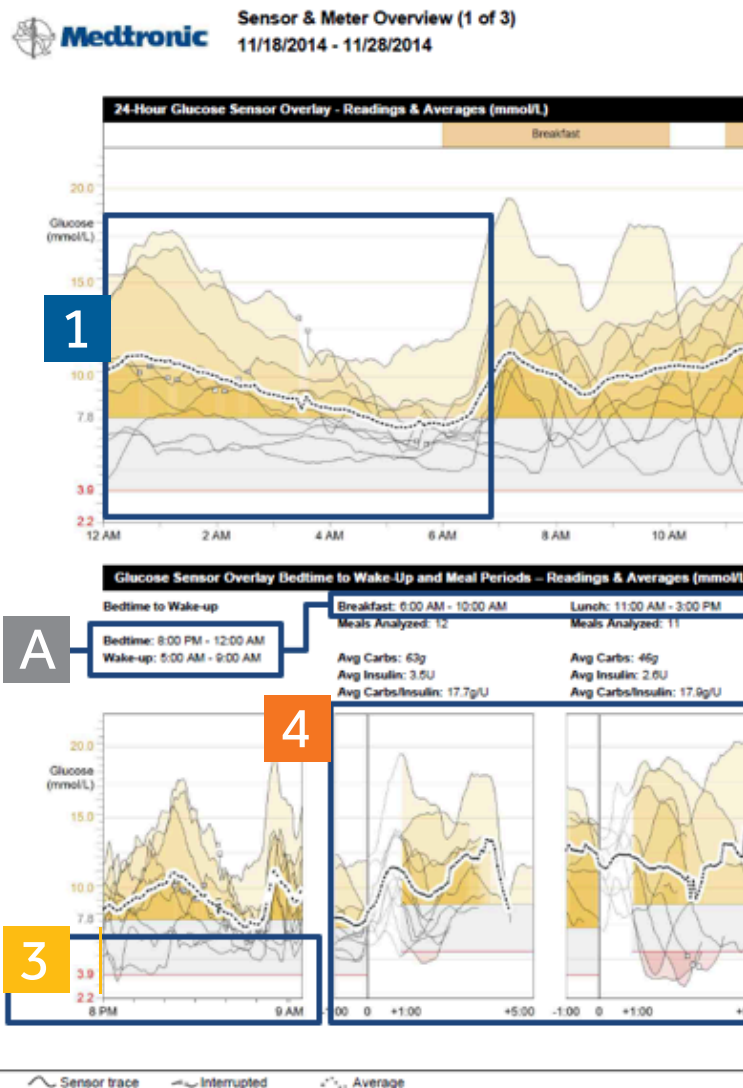 Medtronic
Sensor & Meter Overview (1 of 3)
11/18/2014 - 11/28/2014
24-Hour Glucose Sensor Overlay - Readings & Averages (mmol/L)
Breakfast
20.0
Glucose
(mmol/L)
15.0
1
10.0
7.8
3.9
2.2
12 AM 2 AM 4 AM 6 AM 8 AM 10 AM
Glucose Sensor Overlay Bedtime to Wake-Up and Meal Periods – Readings & Averages (mmol/L
Bedtime to Wake-up
Breakfast: 6:00 AM - 10:00 AM
Lunch: 11:00 AM - 3:00 PM
Meals Analyzed: 12
Meals Analyzed: 11
A
Bedtime: 8:00 PM - 12:00 AM
Wake-up: 5:00 AM - 9:00 AM
Avg Carbs: 63g
Avg Insulin: 3.5U
Avg Carbs/Insulin: 17.7g/U
Avg Carbs: 46g
Avg Insulin: 2.6U
Avg Carbs/Insulin: 17.9g/U
4
20.0
Glucose
(mmol/L)
15.0
10.0
7.8
3
3.9
2.2
8 PM 9 AM
-1:00 0 +1:00 +5:00
-1:00 0 +1:00
Sensor trace Interrupted Average